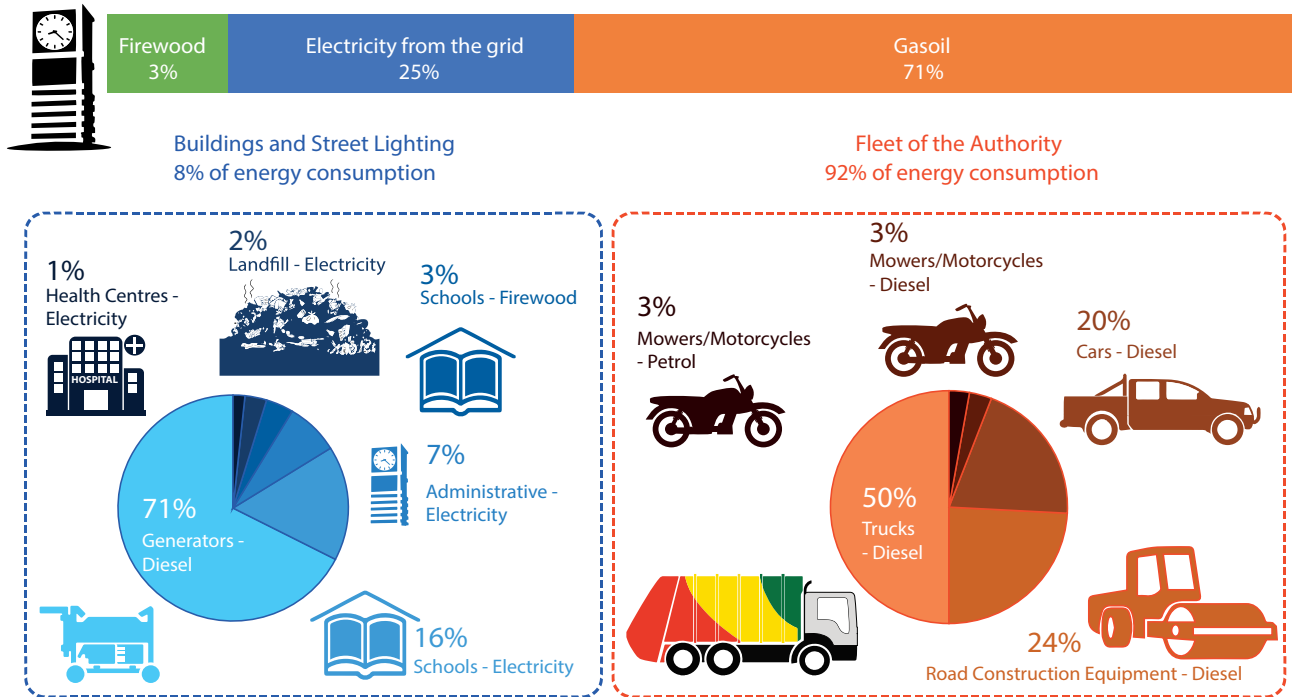 Firewood
3%
Electricity from the grid
25%
Gasoil
71%
Buildings and Street Lighting
8% of energy consumption
Fleet of the Authority
92% of energy consumption
1%
Health Centres -
Electricity
HOSPITAL
2%
Landfill - Electricity
3%
Schools - Firewood
7%
Administrative -
Electricity
71%
Generators -
Diesel
16%
Schools - Electricity
3%
Mowers/Motorcycles
- Petrol
3%
Mowers/Motorcycles
- Diesel
20%
Cars - Diesel
50%
Trucks
- Diesel
24%
Road Construction Equipment - Diesel